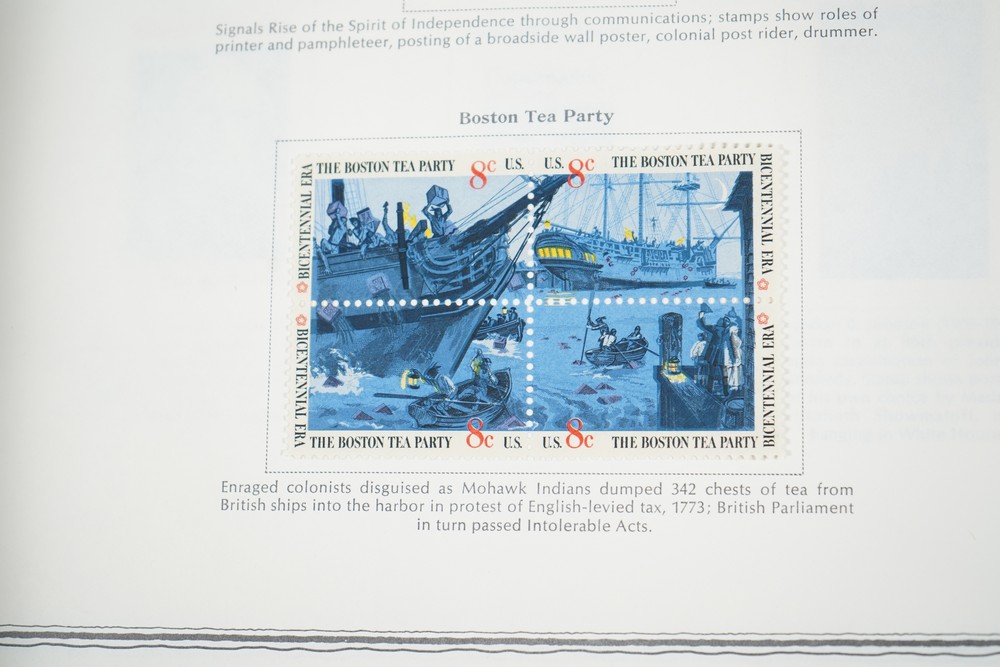 Signals Rise of the Spirit of Independence through communications; stamps show roles of
printer and pamphleteer, posting of a broadside wall poster, colonial post rider, drummer.
Boston Tea Party
THE BOSTON TEA PARTY 8c U.S.
U.S. 8c THE BOSTON TEA PARTY
BICENTENNIAL ERA
BICENTENNIAL ERA
BICENTENNIAL ERA
BICENTENNIAL ERA
THE BOSTON TEA PARTY 8c U.S.
U.S. 8c THE BOSTON TEA PARTY
Enraged colonists disguised as Mohawk Indians dumped 342 chests of tea from
British ships into the harbor in protest of English-levied tax, 1773; British Parliament
in turn passed Intolerable Acts.